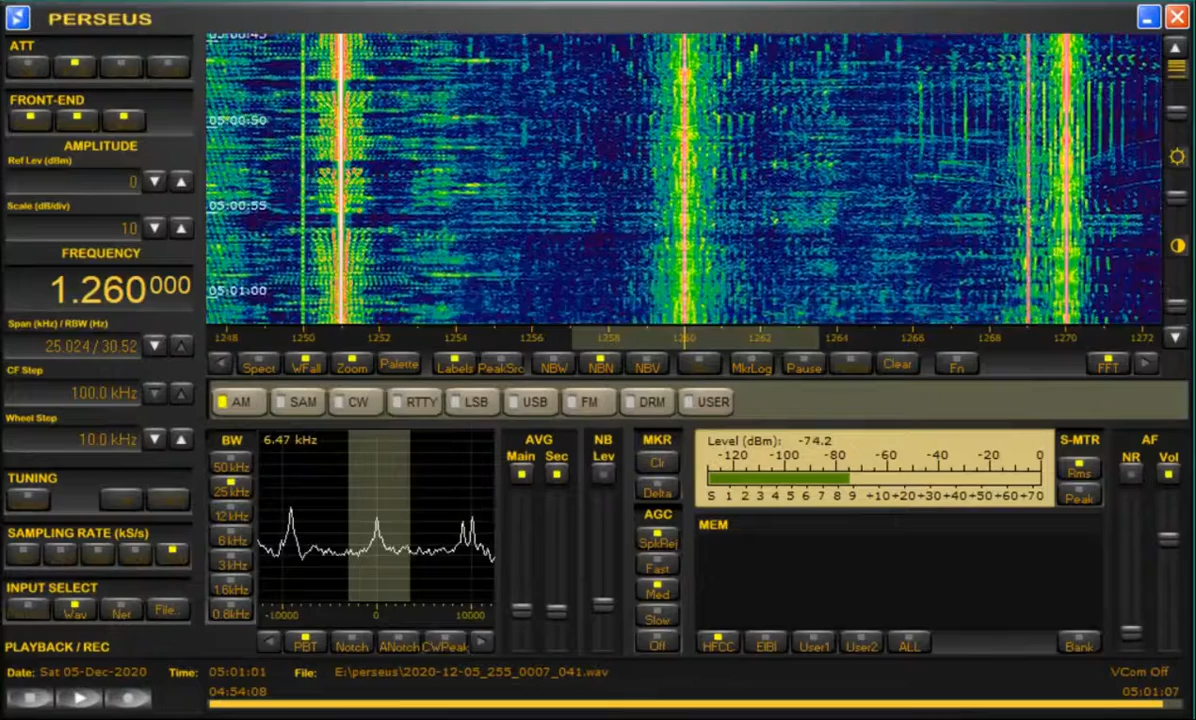 PERSEUS
ATT
FRONT-END
AMPLITUDE
Ref Lev (dBm)
0
Scale (dB/div)
10
FREQUENCY
1.260000
Span (kHz) / RBW (Hz)
25.024 / 30.52
CF Step
100.0 kHz
Wheel Step
10.0 kHz
TUNING
SAMPLING RATE (kS/s)
INPUT SELECT
Wav Net File..
PLAYBACK / REC
05:00:45
05:00:50
05:00:55
05:01:00
1248 1250 1252 1254 1256 1258 1260 1262 1264 1266 1268 1270 1272
Spect WFall Zoom Palette Labels PeakSrc NBW NBN NBV MkrLog Pause Clear Fn FFT
AM SAM CW RTTY LSB USB FM DRM USER
BW
50 kHz
25 kHz
12 kHz
6 kHz
3 kHz
1.6kHz
0.8kHz
6.47 kHz
-10000 0 10000
PBT Notch ANotch CWPeak
AVG
Main Sec
NB
Lev
MKR
Clr
Delta
AGC
SpkRej
Fast
Med
Slow
Off
Level (dBm): -74.2
-120 -100 -80 -60 -40 -20 0
S 1 2 3 4 5 6 7 8 9 +10 +20 +30 +40 +50 +60 +70
S-MTR
Rms
Peak
AF
NR Vol
MEM
HFCC EIBI User1 User2 ALL Bank
Date: Sat 05-Dec-2020 Time: 05:01:01 File: E:\perseus\2020-12-05_255_0007_041.wav VCom Off
04:54:08 05:01:07